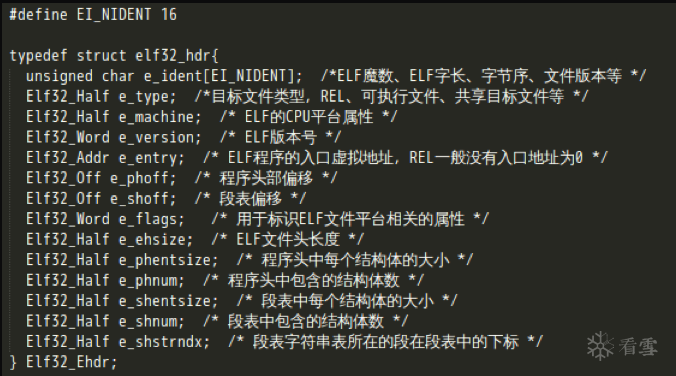 #define EI_NIDENT 16
typedef struct elf32_hdr{
unsigned char e_ident[EI_NIDENT]; /*ELF魔数、ELF字长、字节序、文件版本等 */
Elf32_Half e_type; /*目标文件类型, REL、可执行文件、共享目标文件等 */
Elf32_Half e_machine; /* ELF的CPU平台属性 */
Elf32_Word e_version; /* ELF版本号 */
Elf32_Addr e_entry; /* ELF程序的入口虚拟地址, REL一般没有入口地址为0 */
Elf32_Off e_phoff; /* 程序头部偏移 */
Elf32_Off e_shoff; /* 段表偏移 */
Elf32_Word e_flags; /* 用于标识ELF文件平台相关的属性 */
Elf32_Half e_ehsize; /* ELF文件头长度 */
Elf32_Half e_phentsize; /* 程序头中每个结构体的大小 */
Elf32_Half e_phnum; /* 程序头中包含的结构体数 */
Elf32_Half e_shentsize; /* 段表中每个结构体的大小 */
Elf32_Half e_shnum; /* 段表中包含的结构体数 */
Elf32_Half e_shstrndx; /* 段表字符串表所在的段在段表中的下标 */
} Elf32_Ehdr;
看雪